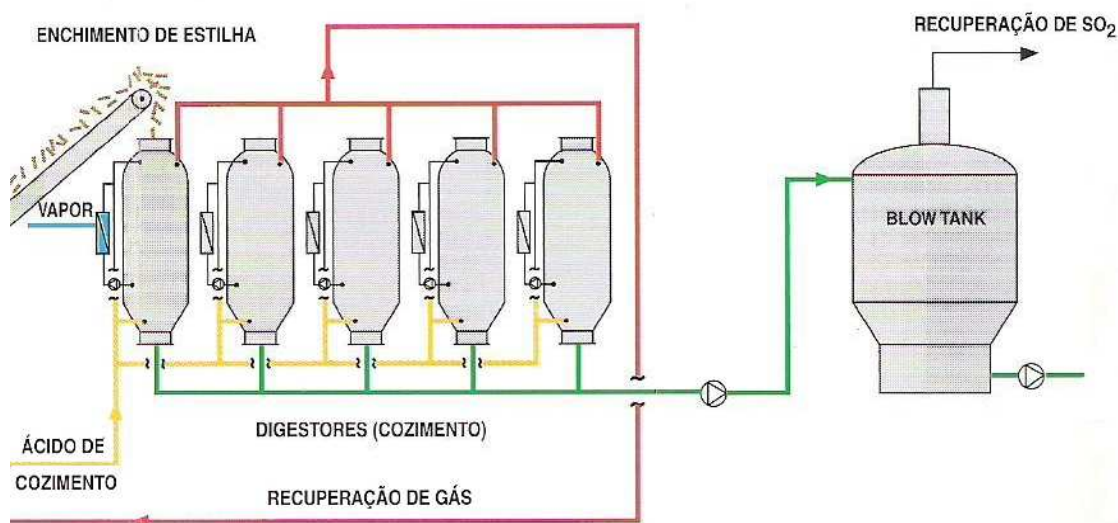 ENCHIMENTO DE ESTILHA
RECUPERAÇÃO DE SO₂
VAPOR
BLOW TANK
DIGESTORES (COZIMENTO)
ÁCIDO DE
COZIMENTO
RECUPERAÇÃO DE GÁS